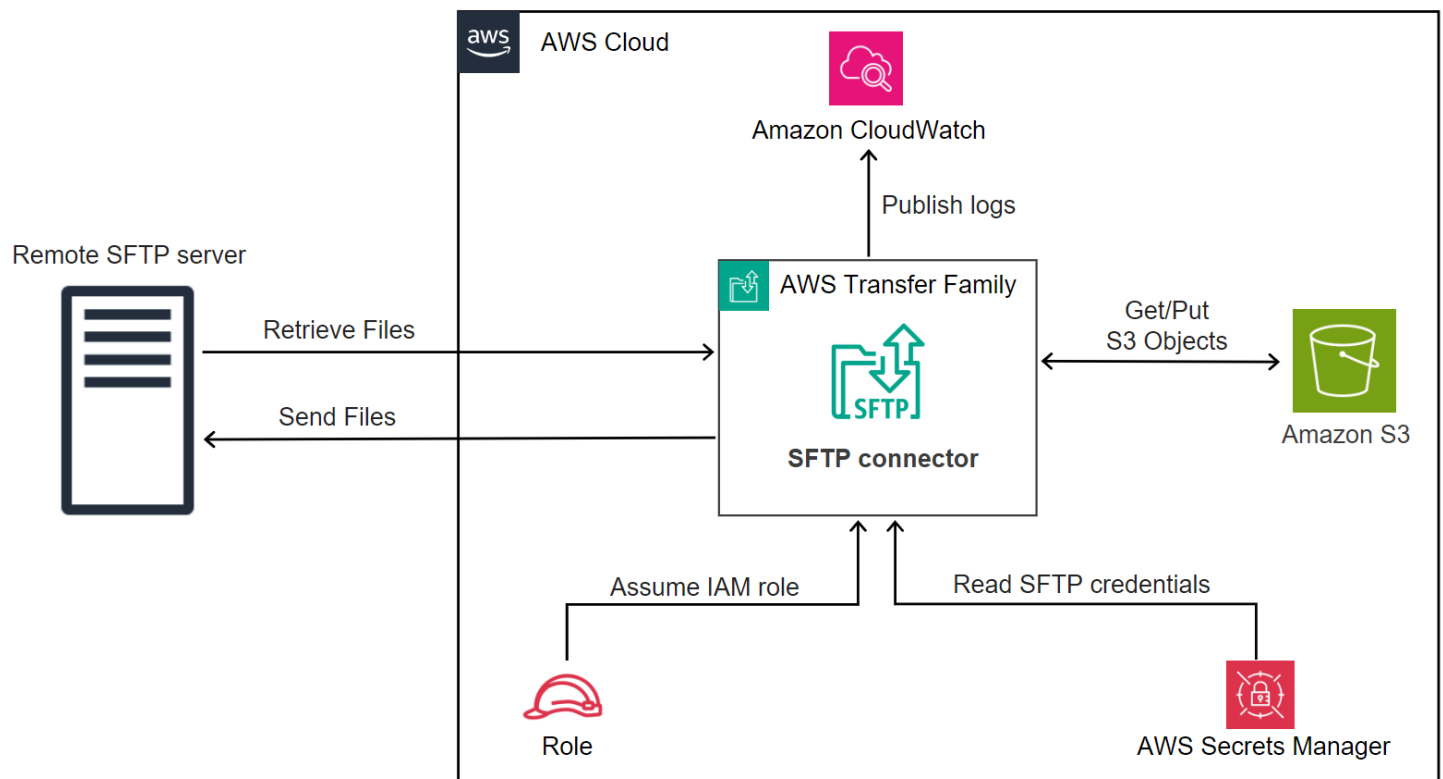 aws
AWS Cloud
Amazon CloudWatch
Publish logs
Remote SFTP server
AWS Transfer Family
Retrieve Files
Get/Put
S3 Objects
SFTP
Send Files
SFTP connector
Amazon S3
Assume IAM role
Read SFTP credentials
Role
AWS Secrets Manager